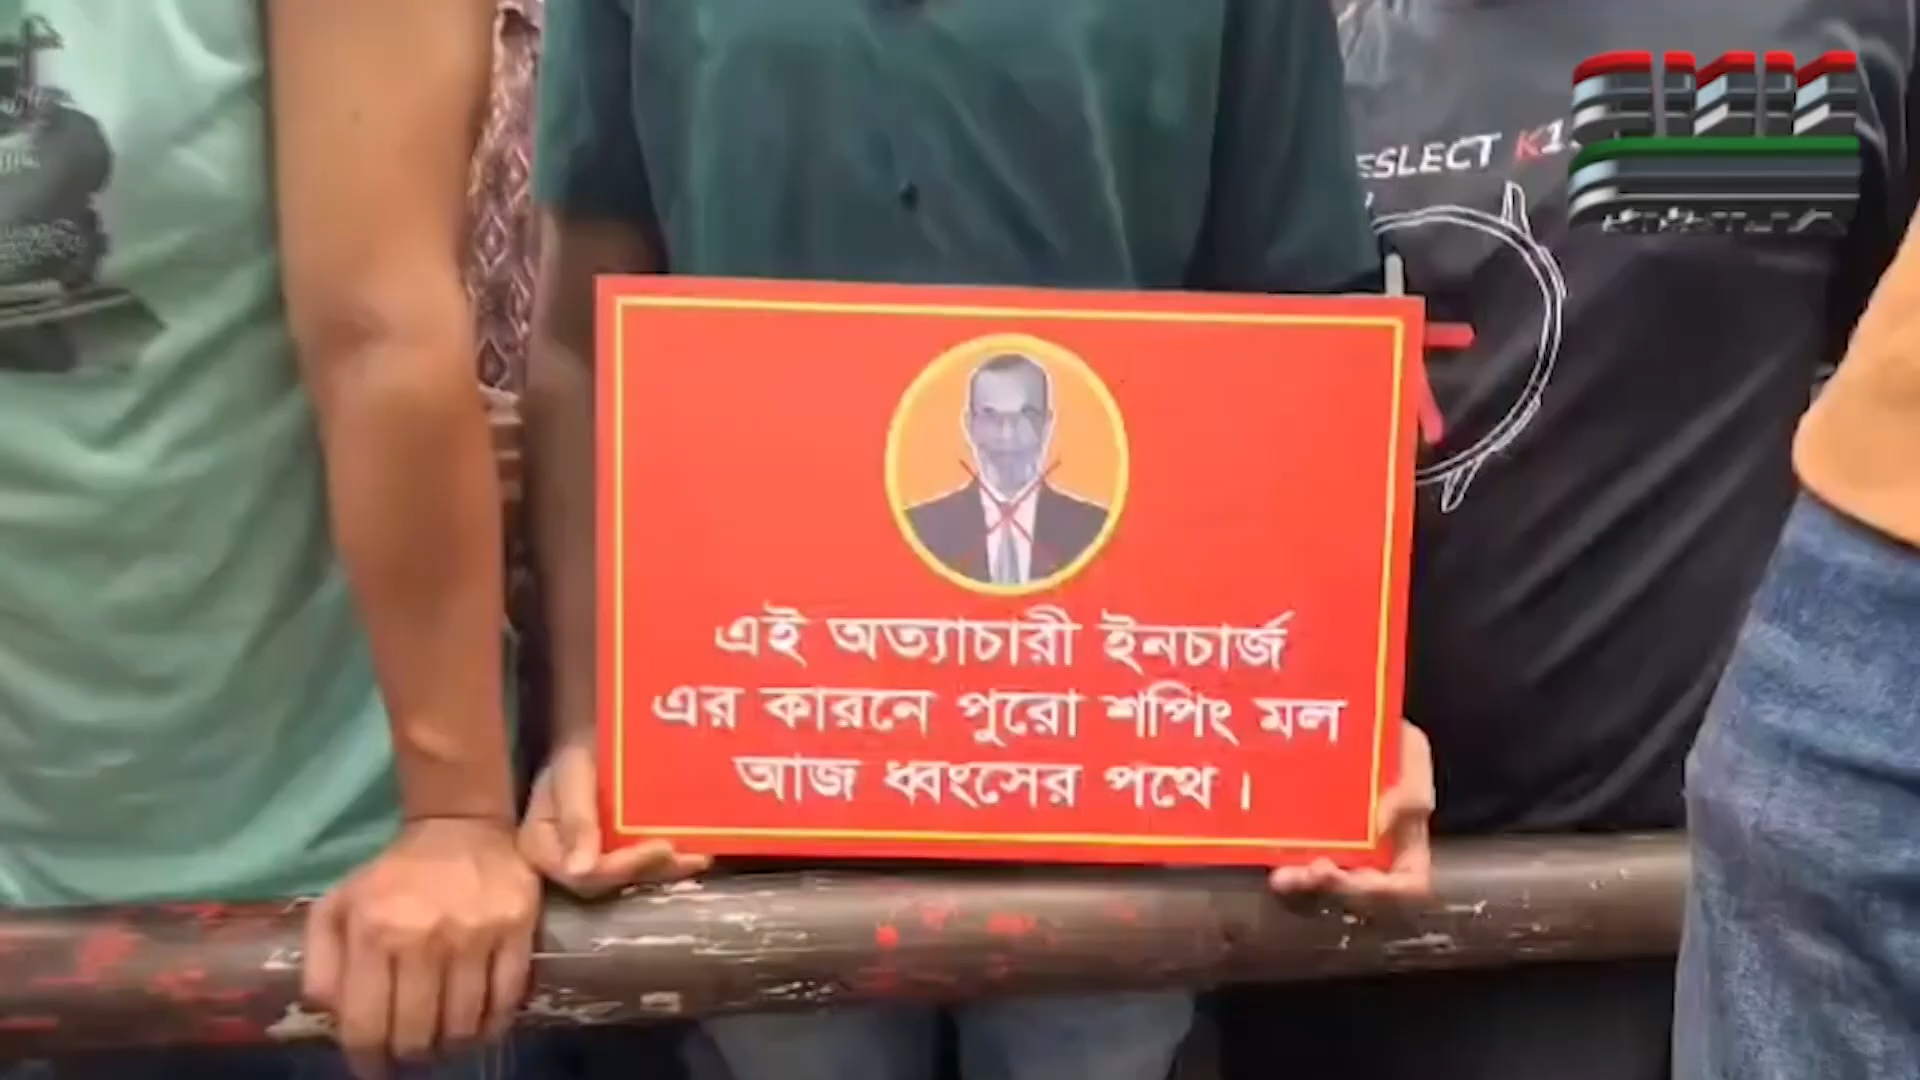 ESLECT K1
এই অত্যাচারী ইনচার্জ
এর কারনে পুরো শপিং মল
আজ ধ্বংসের পথে।